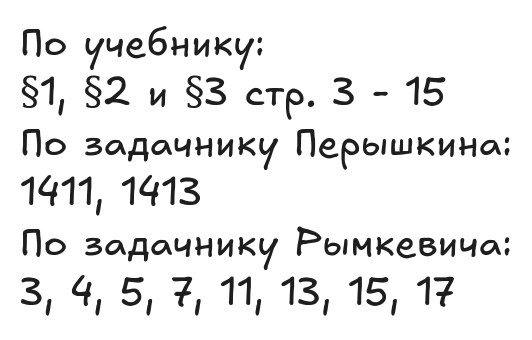 По учебнику:
§1, §2 и §3 стр. 3 - 15
По задачнику Перышкина:
1411, 1413
По задачнику Рымкевича:
3, 4, 5, 7, 11, 13, 15, 17